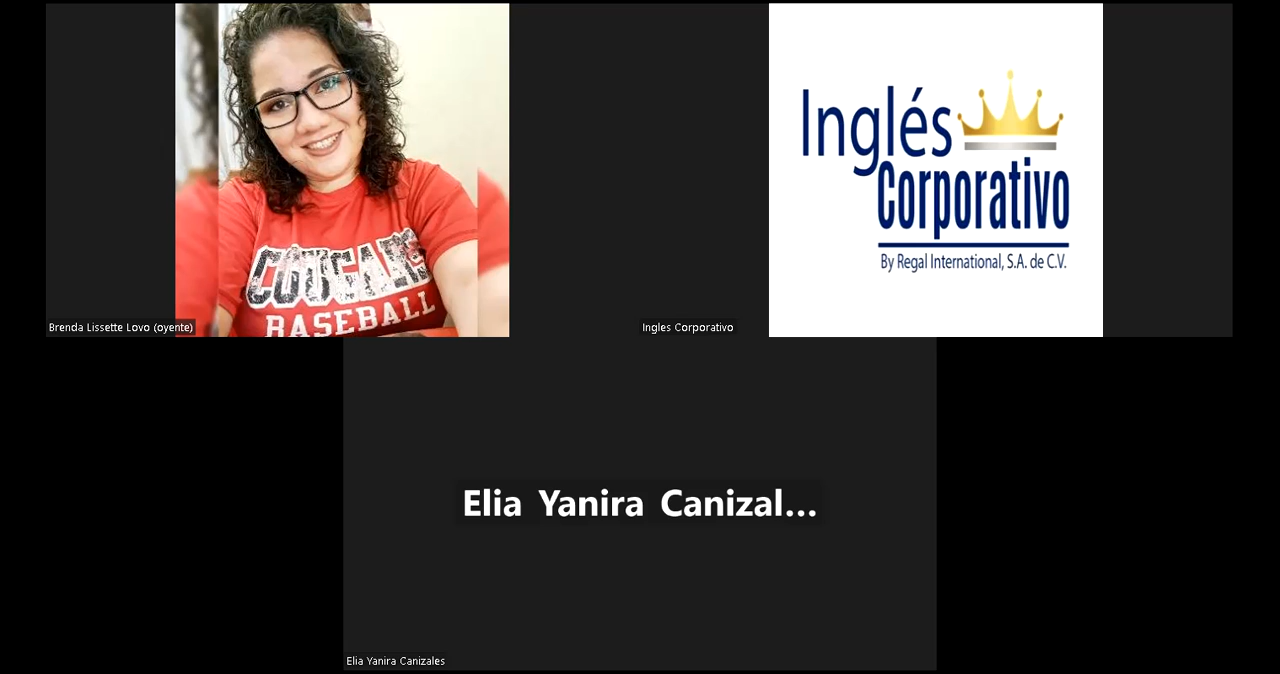 COUGARS
BASEBALL
Brenda Lissette Lovo (oyente)
Inglés
Corporativo
By Regal International, S.A. de C.V.
Ingles Corporativo
Elia Yanira Canizal...
Elia Yanira Canizales